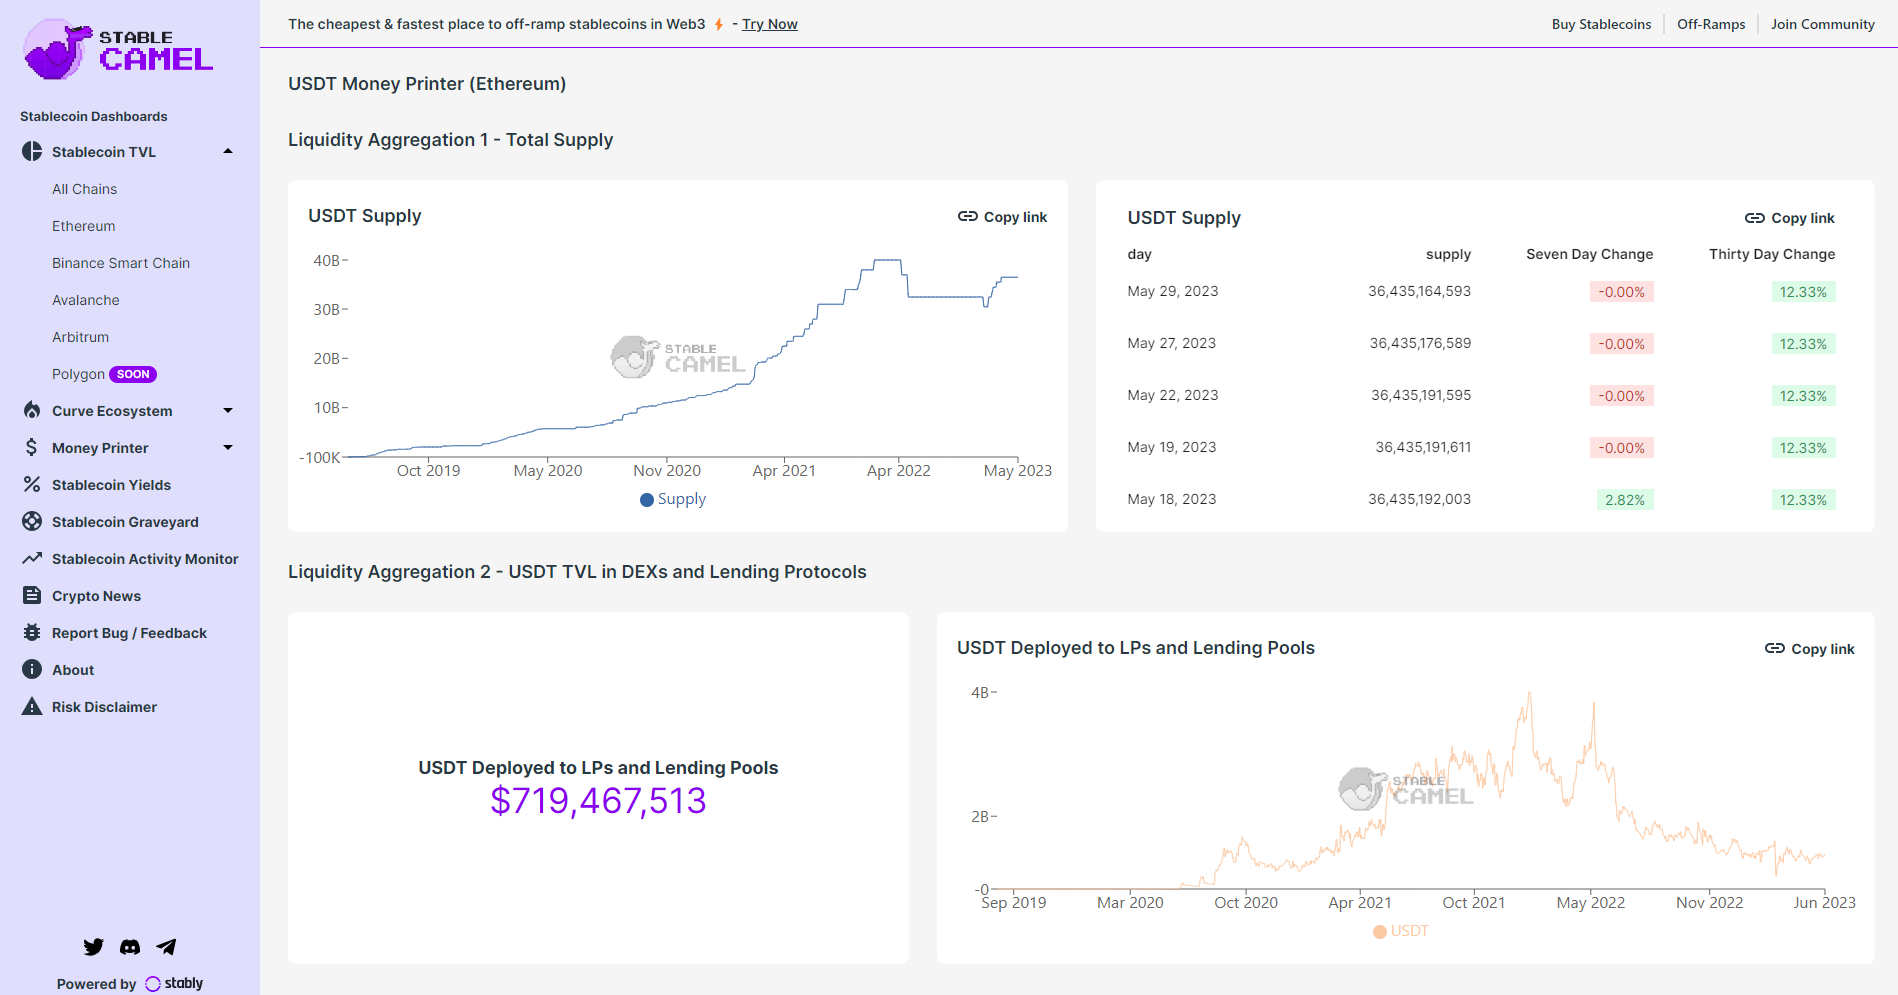 STABLE
CAMEL
Stablecoin Dashboards
Stablecoin TVL
All Chains
Ethereum
Binance Smart Chain
Avalanche
Arbitrum
Polygon SOON
Curve Ecosystem
Money Printer
Stablecoin Yields
Stablecoin Graveyard
Stablecoin Activity Monitor
Crypto News
Report Bug / Feedback
About
Risk Disclaimer
Powered by stably
The cheapest & fastest place to off-ramp stablecoins in Web3 ⚡ - Try Now
Buy Stablecoins
Off-Ramps
Join Community
USDT Money Printer (Ethereum)
Liquidity Aggregation 1 - Total Supply
USDT Supply
Copy link
40B
30B
20B
10B
-100K
STABLE
CAMEL
Oct 2019 May 2020 Nov 2020 Apr 2021 Apr 2022 May 2023
Supply
USDT Supply
Copy link
day supply Seven Day Change Thirty Day Change
May 29, 2023 36,435,164,593 -0.00% 12.33%
May 27, 2023 36,435,176,589 -0.00% 12.33%
May 22, 2023 36,435,191,595 -0.00% 12.33%
May 19, 2023 36,435,191,611 -0.00% 12.33%
May 18, 2023 36,435,192,003 2.82% 12.33%
Liquidity Aggregation 2 - USDT TVL in DEXs and Lending Protocols
USDT Deployed to LPs and Lending Pools
$719,467,513
USDT Deployed to LPs and Lending Pools
Copy link
4B
2B
-0
STABLE
CAMEL
Sep 2019 Mar 2020 Oct 2020 Apr 2021 Oct 2021 May 2022 Nov 2022 Jun 2023
USDT